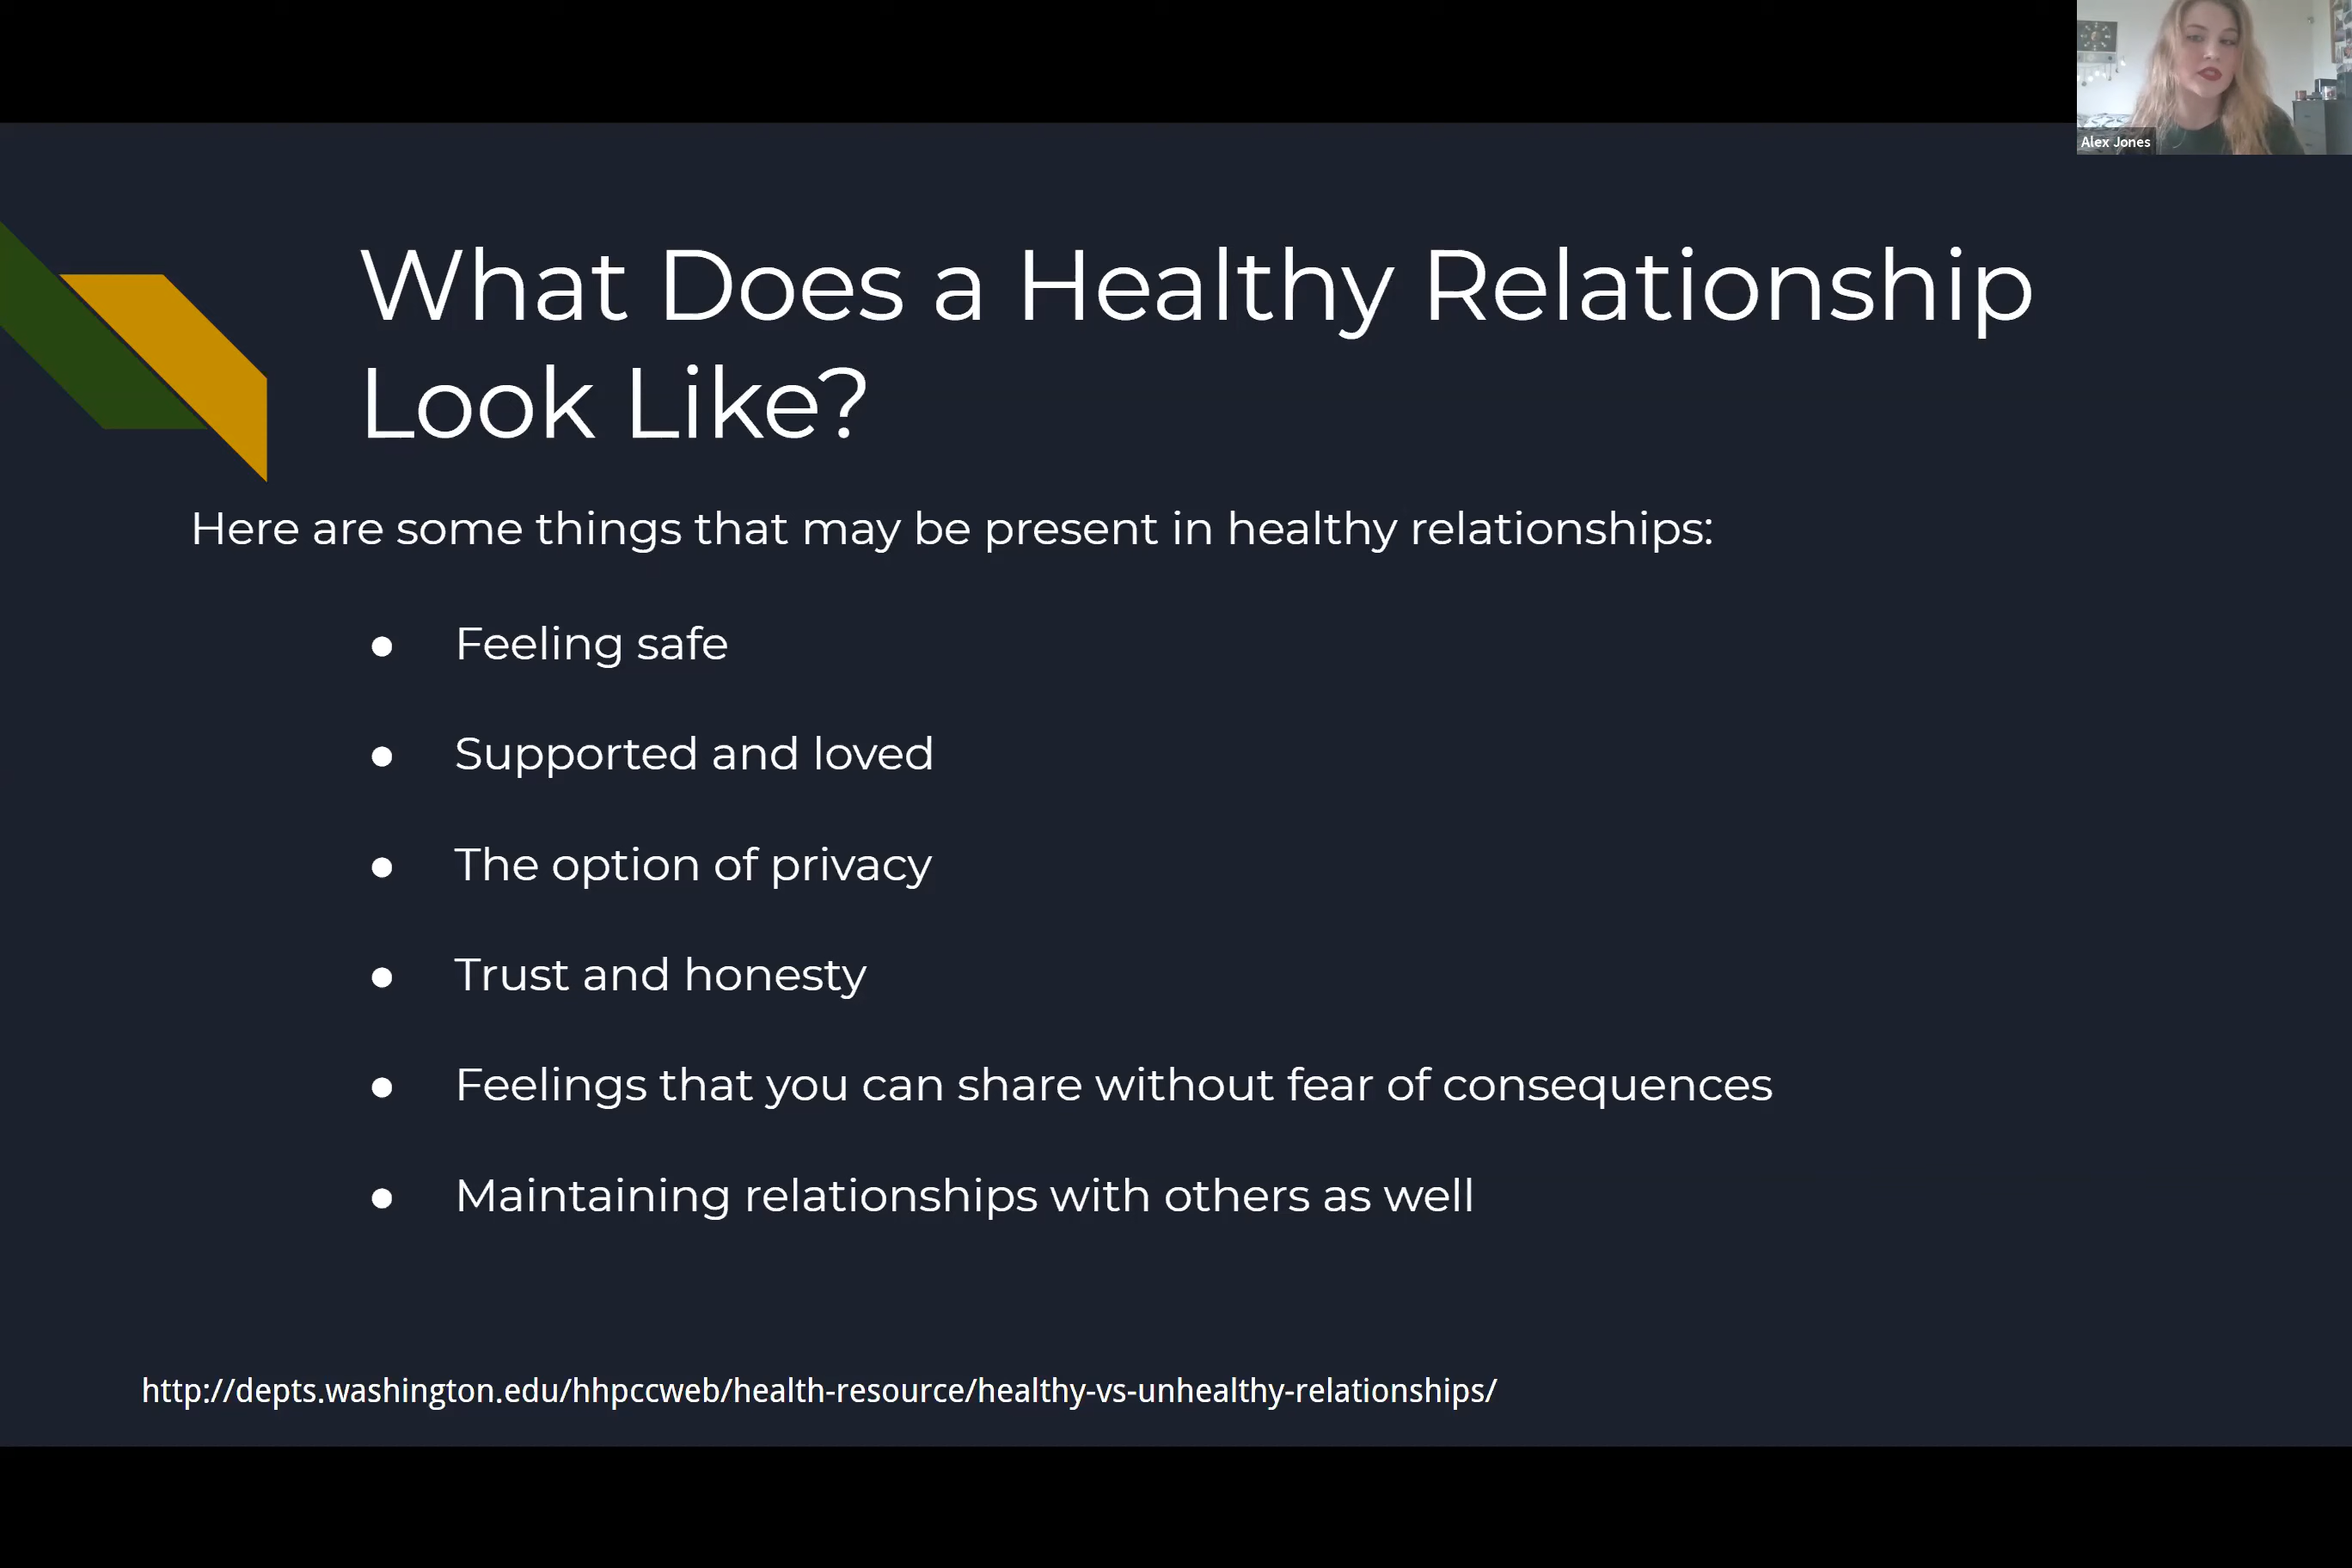 Alex Jones
What Does a Healthy Relationship
Look Like?
Here are some things that may be present in healthy relationships:
● Feeling safe
● Supported and loved
● The option of privacy
● Trust and honesty
● Feelings that you can share without fear of consequences
● Maintaining relationships with others as well
http://depts.washington.edu/hhpccweb/health-resource/healthy-vs-unhealthy-relationships/